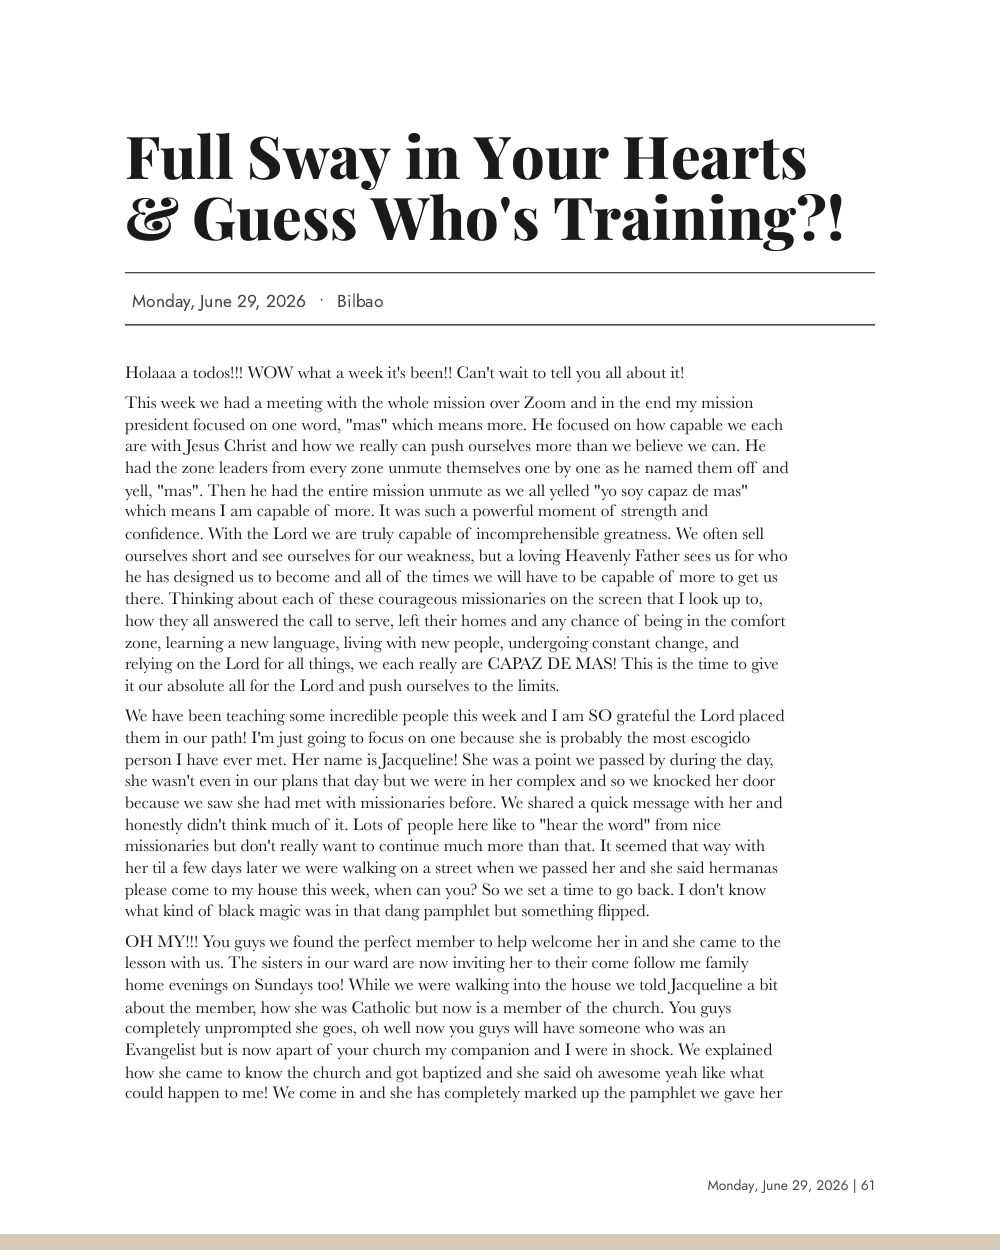 Full Sway in Your Hearts
& Guess Who's Training?!
Monday, June 29, 2026 · Bilbao
Holaaa a todos!!! WOW what a week it's been!! Can't wait to tell you all about it!
This week we had a meeting with the whole mission over Zoom and in the end my mission
president focused on one word, "mas" which means more. He focused on how capable we each
are with Jesus Christ and how we really can push ourselves more than we believe we can. He
had the zone leaders from every zone unmute themselves one by one as he named them off and
yell, "mas". Then he had the entire mission unmute as we all yelled "yo soy capaz de mas"
which means I am capable of more. It was such a powerful moment of strength and
confidence. With the Lord we are truly capable of incomprehensible greatness. We often sell
ourselves short and see ourselves for our weakness, but a loving Heavenly Father sees us for who
he has designed us to become and all of the times we will have to be capable of more to get us
there. Thinking about each of these courageous missionaries on the screen that I look up to,
how they all answered the call to serve, left their homes and any chance of being in the comfort
zone, learning a new language, living with new people, undergoing constant change, and
relying on the Lord for all things, we each really are CAPAZ DE MAS! This is the time to give
it our absolute all for the Lord and push ourselves to the limits.
We have been teaching some incredible people this week and I am SO grateful the Lord placed
them in our path! I'm just going to focus on one because she is probably the most escogido
person I have ever met. Her name is Jacqueline! She was a point we passed by during the day,
she wasn't even in our plans that day but we were in her complex and so we knocked her door
because we saw she had met with missionaries before. We shared a quick message with her and
honestly didn't think much of it. Lots of people here like to "hear the word" from nice
missionaries but don't really want to continue much more than that. It seemed that way with
her til a few days later we were walking on a street when we passed her and she said hermanas
please come to my house this week, when can you? So we set a time to go back. I don't know
what kind of black magic was in that dang pamphlet but something flipped.
OH MY!!! You guys we found the perfect member to help welcome her in and she came to the
lesson with us. The sisters in our ward are now inviting her to their come follow me family
home evenings on Sundays too! While we were walking into the house we told Jacqueline a bit
about the member, how she was Catholic but now is a member of the church. You guys
completely unprompted she goes, oh well now you guys will have someone who was an
Evangelist but is now apart of your church my companion and I were in shock. We explained
how she came to know the church and got baptized and she said oh awesome yeah like what
could happen to me! We come in and she has completely marked up the pamphlet we gave her
Monday, June 29, 2026 | 61